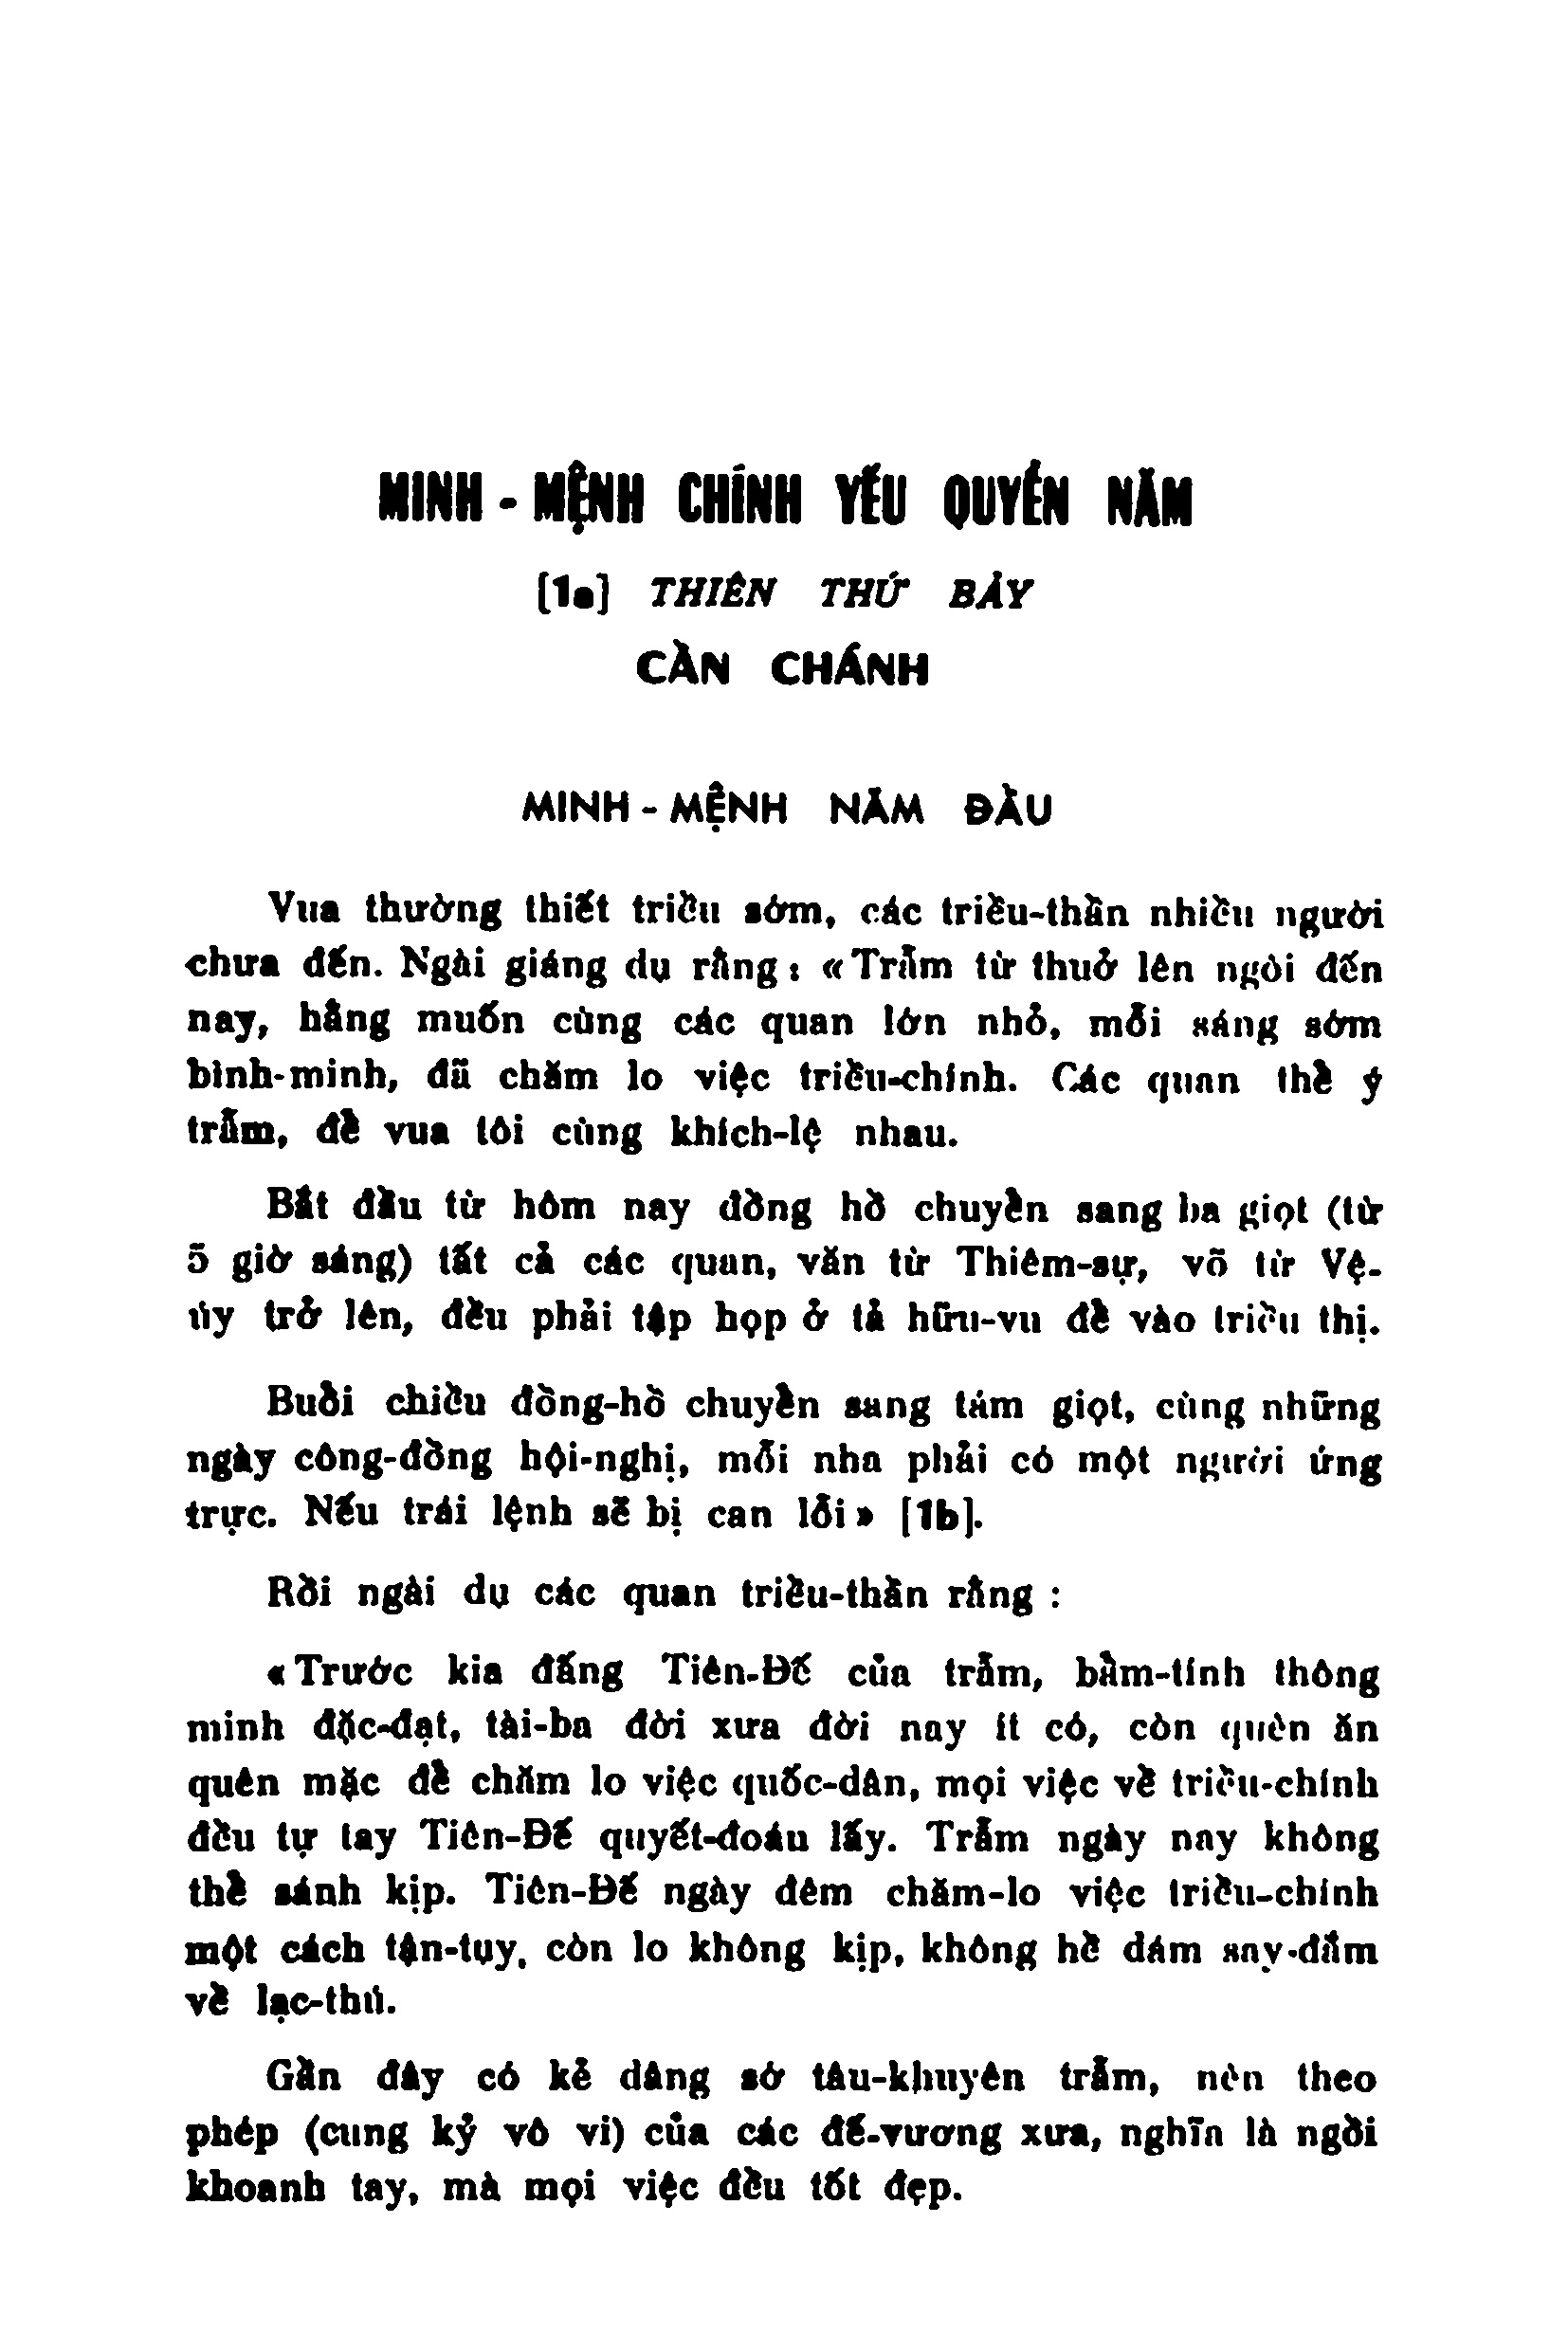 MINH - MỆNH CHÍNH YẾU QUYỂN NĂM
[1a] THIÊN THỨ BẢY
CẦN CHÁNH
MINH - MỆNH NĂM ĐẦU
Vua thường thiết triều sớm, các triều-thần nhiều người
chưa đến. Ngài giáng dụ rằng : « Trẫm từ thuở lên ngôi đến
nay, hằng muốn cùng các quan lớn nhỏ, mỗi sáng sớm
bình-minh, đã chăm lo việc triều-chính. Các quan thể ý
trẫm, để vua tôi cùng khích-lệ nhau.
Bắt đầu từ hôm nay đồng hồ chuyển sang ba giọt (từ
5 giờ sáng) tất cả các quan, văn từ Thiêm-sự, võ từ Vệ-
úy trở lên, đều phải tập họp ở tả hữu-vu để vào triều thị.
Buổi chiều đồng-hồ chuyển sang tám giọt, cùng những
ngày công-đồng hội-nghị, mỗi nha phải có một người ứng
trực. Nếu trái lệnh sẽ bị can lỗi » [1b].
Rồi ngài dụ các quan triều-thần rằng :
« Trước kia đấng Tiên-Đế của trẫm, bẩm-tính thông
minh đặc-đạt, tài-ba đời xưa đời nay ít có, còn quên ăn
quên mặc để chăm lo việc quốc-dân, mọi việc về triều-chính
đều tự tay Tiên-Đế quyết-đoán lấy. Trẫm ngày nay không
thể sánh kịp. Tiên-Đế ngày đêm chăm-lo việc triều-chính
một cách tận-tụy, còn lo không kịp, không hề dám say-đắm
về lạc-thú.
Gần đây có kẻ dâng sớ tâu-khuyên trẫm, nên theo
phép (cung kỷ vô vi) của các đế-vương xưa, nghĩa là ngồi
khoanh tay, mà mọi việc đều tốt đẹp.